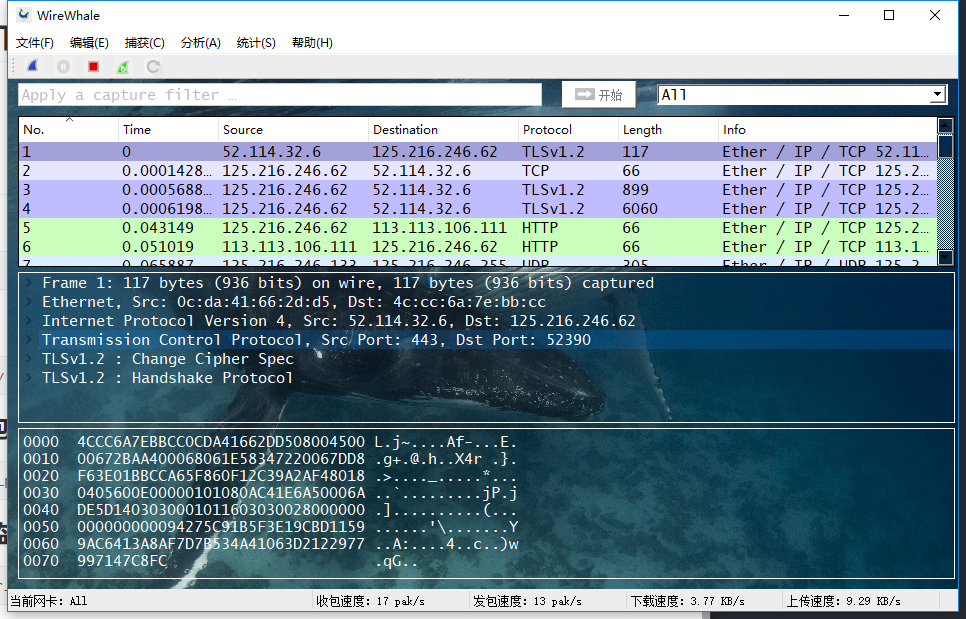 WireWhale
文件(F) 编辑(E) 捕获(C) 分析(A) 统计(S) 帮助(H)
Apply a capture filter … 开始 All
No. Time Source Destination Protocol Length Info
1 0 52.114.32.6 125.216.246.62 TLSv1.2 117 Ether / IP / TCP 52.11…
2 0.0001428… 125.216.246.62 52.114.32.6 TCP 66 Ether / IP / TCP 125.2…
3 0.0005688… 125.216.246.62 52.114.32.6 TLSv1.2 899 Ether / IP / TCP 125.2…
4 0.0006198… 125.216.246.62 52.114.32.6 TLSv1.2 6060 Ether / IP / TCP 125.2…
5 0.043149 125.216.246.62 113.113.106.111 HTTP 66 Ether / IP / TCP 125.2…
6 0.051019 113.113.106.111 125.216.246.62 HTTP 66 Ether / IP / TCP 113.1…
7 0.065887 125.216.246.133 125.216.246.255 UDP 305 Ether / IP / UDP 125.2…
Frame 1: 117 bytes (936 bits) on wire, 117 bytes (936 bits) captured
Ethernet, Src: 0c:da:41:66:2d:d5, Dst: 4c:cc:6a:7e:bb:cc
Internet Protocol Version 4, Src: 52.114.32.6, Dst: 125.216.246.62
Transmission Control Protocol, Src Port: 443, Dst Port: 52390
TLSv1.2 : Change Cipher Spec
TLSv1.2 : Handshake Protocol
0000 4CCC6A7EBBCC0CDA41662DD508004500 L.j~....Af-...E.
0010 00672BAA400068061E58347220067DD8 .g+.@.h..X4r .}.
0020 F63E01BBCCA65F860F12C39A2AF48018 .>...._.....*...
0030 0405600E00000101080AC41E6A50006A ..`.........jP.j
0040 DE5D1403030001011603030028000000 .]..........(...
0050 000000000094275C91B5F3E19CBD1159 ......'\.......Y
0060 9AC6413A8AF7D7B534A41063D2122977 ..A:....4..c..)w
0070 997147C8FC .qG..
当前网卡：All 收包速度：17 pak/s 发包速度：13 pak/s 下载速度：3.77 KB/s 上传速度：9.29 KB/s